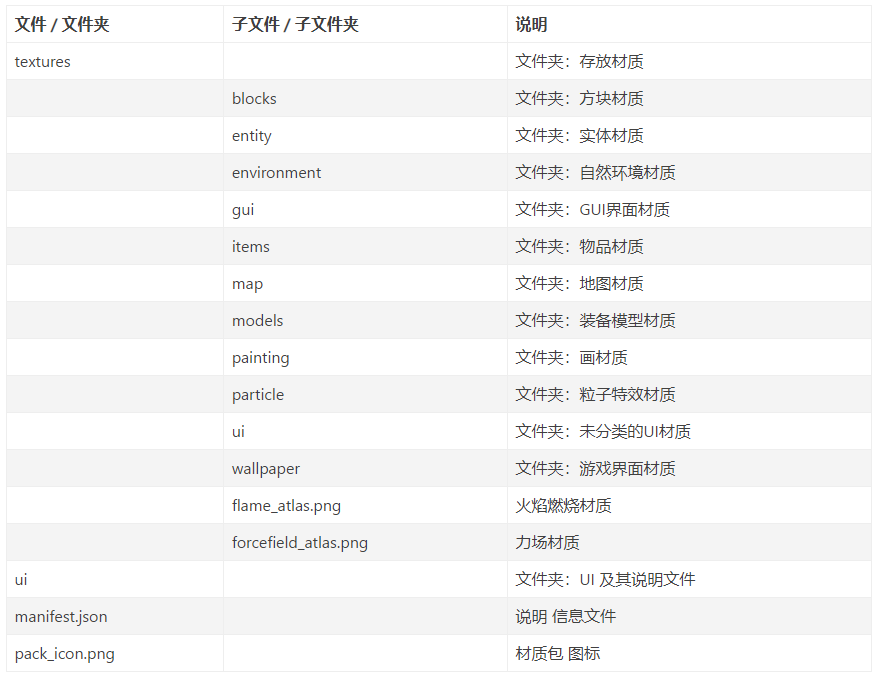 文件 / 文件夹 子文件 / 子文件夹 说明
textures 文件夹：存放材质
blocks 文件夹：方块材质
entity 文件夹：实体材质
environment 文件夹：自然环境材质
gui 文件夹：GUI界面材质
items 文件夹：物品材质
map 文件夹：地图材质
models 文件夹：装备模型材质
painting 文件夹：画材质
particle 文件夹：粒子特效材质
ui 文件夹：未分类的UI材质
wallpaper 文件夹：游戏界面材质
flame_atlas.png 火焰燃烧材质
forcefield_atlas.png 力场材质
ui 文件夹：UI 及其说明文件
manifest.json 说明 信息文件
pack_icon.png 材质包 图标